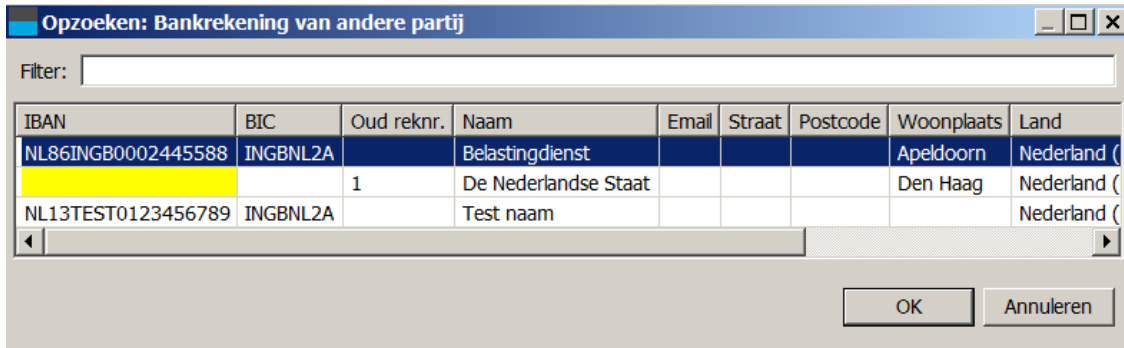 Opzoeken: Bankrekening van andere partij
Filter:
IBAN BIC Oud reknr. Naam Email Straat Postcode Woonplaats Land
NL86INGB0002445588 INGBNL2A Belastingdienst Apeldoorn Nederland (
1 De Nederlandse Staat Den Haag Nederland (
NL13TEST0123456789 INGBNL2A Test naam Nederland (
OK Annuleren